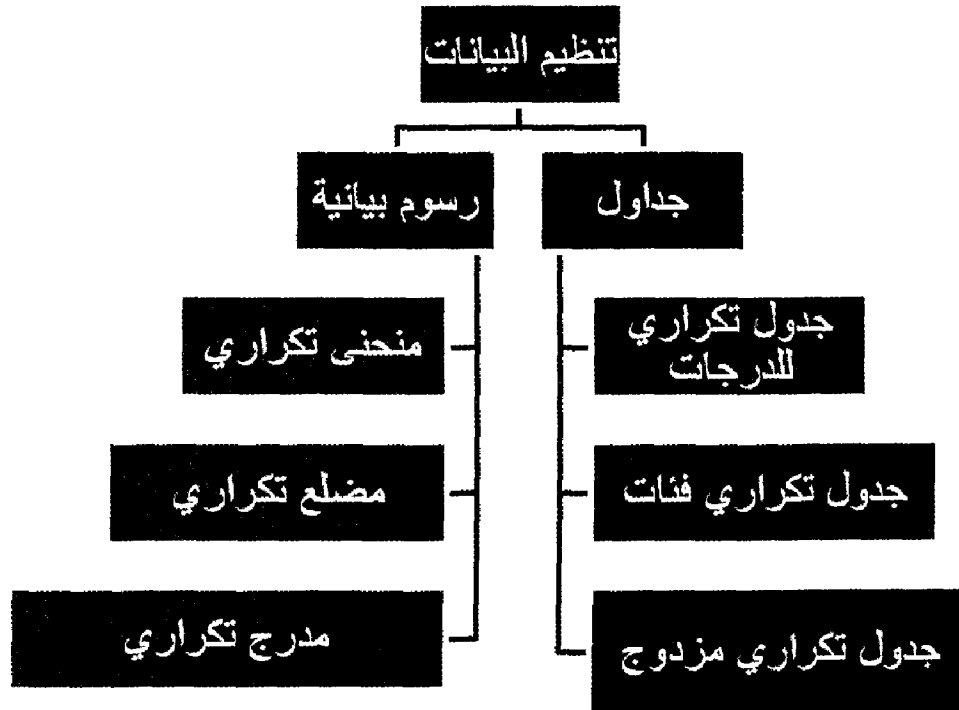 تنظيم البيانات
جداول
رسوم بيانية
جدول تكراري
للدرجات
منحنى تكراري
جدول تكراري فئات
مضلع تكراري
جدول تكراري مزدوج
مدرج تكراري